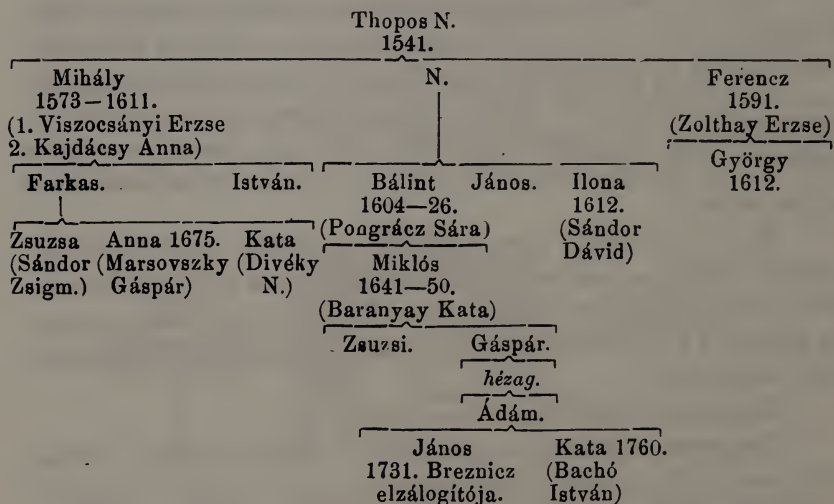 Thopos N.
1541.
Mihály N. Ferencz
1573—1611. 1591.
(1. Viszocsányi Erzse (Zolthay Erzse)
2. Kajdácsy Anna)
György
Farkas. István. Bálint János. Ilona 1612.
1604—26. 1612.
(Pongrácz Sára) (Sándor
Dávid)
Zsuzsa Anna 1675. Kata
(Sándor (Marsovszky (Divéky
Zsigm.) Gáspár) N.)
Miklós
1641—50.
(Baranyay Kata)
Zsuzsi. Gáspár.
hézag.
Ádám.
János Kata 1760.
1731. Breznicz (Bachó
elzálogítója. István)